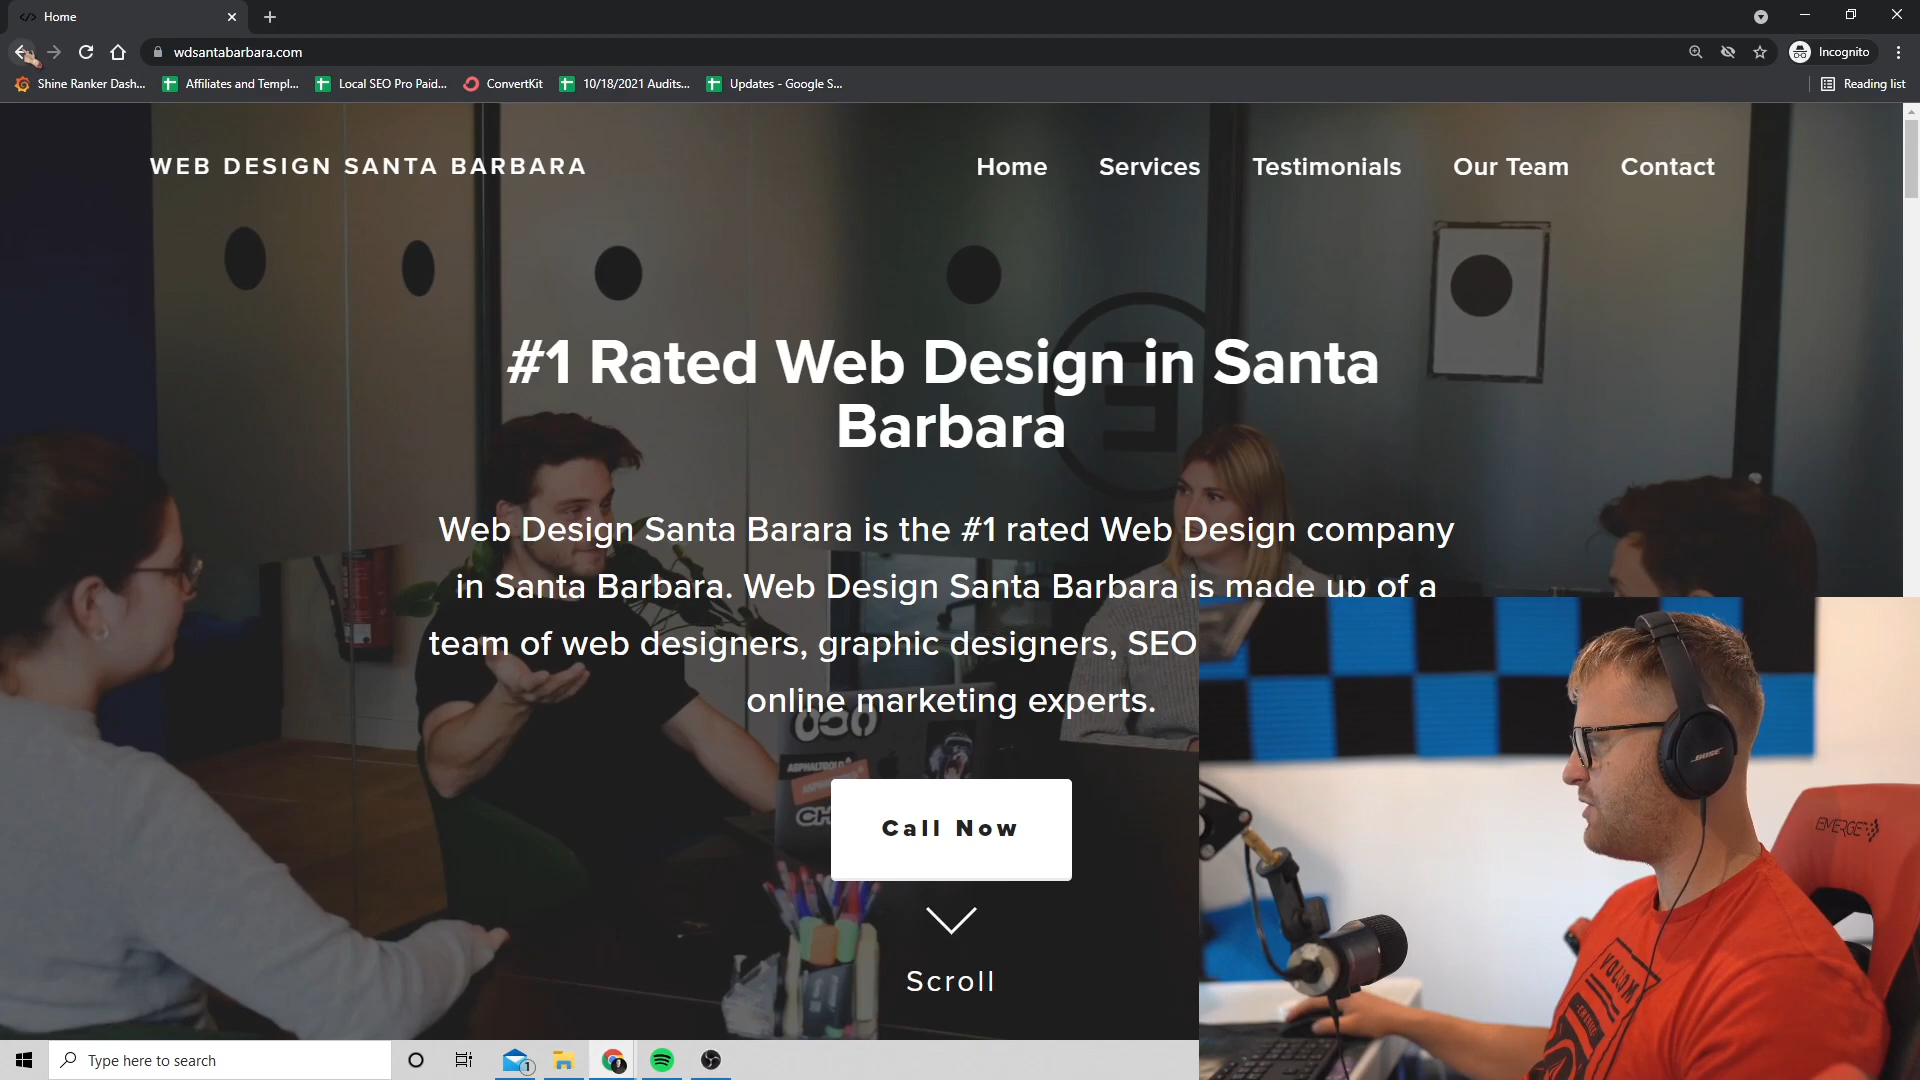 Home
wdsantabarbara.com
Incognito
Shine Ranker Dash...
Affiliates and Templ...
Local SEO Pro Paid...
ConvertKit
10/18/2021 Audits...
Updates - Google S...
Reading list
WEB DESIGN SANTA BARBARA
Home
Services
Testimonials
Our Team
Contact
#1 Rated Web Design in Santa
Barbara
Web Design Santa Barara is the #1 rated Web Design company
in Santa Barbara. Web Design Santa Barbara is made up of a
team of web designers, graphic designers, SEO
online marketing experts.
Call Now
Scroll
BOSE
EMERGE
Type here to search
1